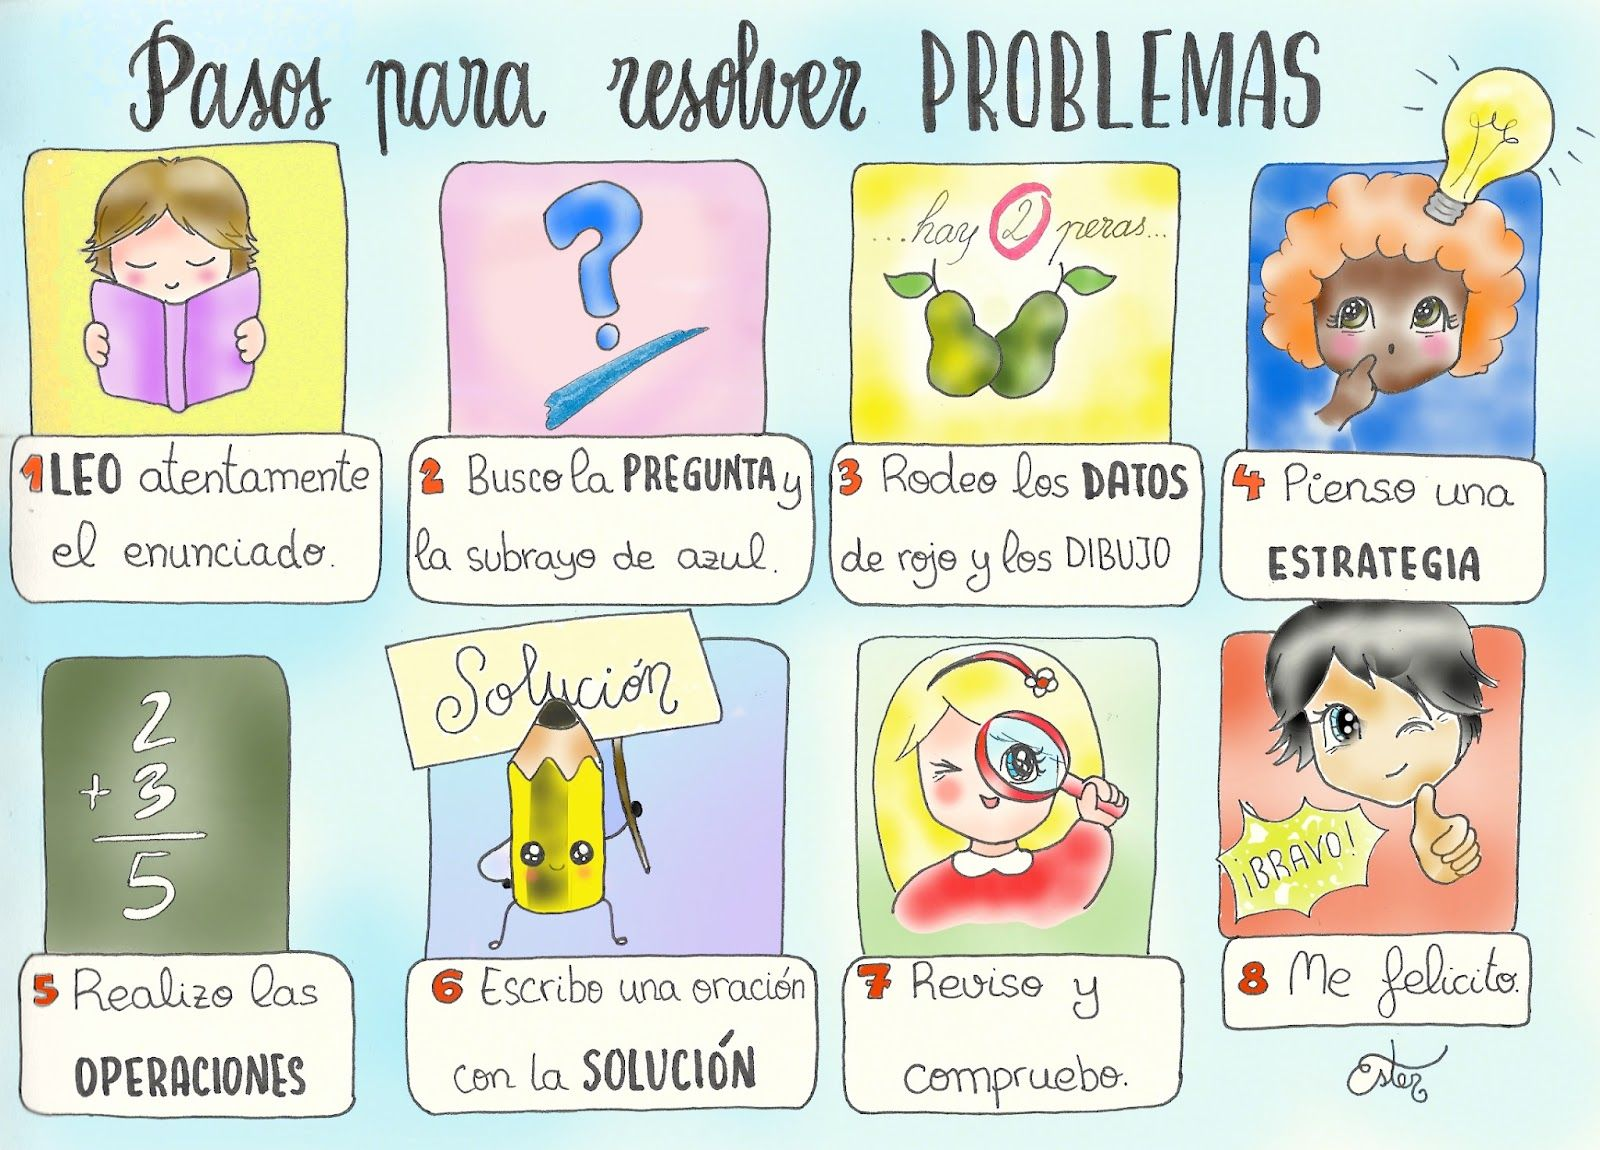 Pasos para resolver PROBLEMAS
...hay 2 peras...
1 LEO atentamente
el enunciado.
2 Busco la PREGUNTA y
la subrayo de azul.
3 Rodeo los DATOS
de rojo y los DIBUJO
4 Pienso una
ESTRATEGIA
2
+ 3
5
5 Realizo las
OPERACIONES
Solución
6 Escribo una oración
con la SOLUCIÓN
7 Reviso y
compruebo.
¡BRAVO!
8 Me felicito.
Ester